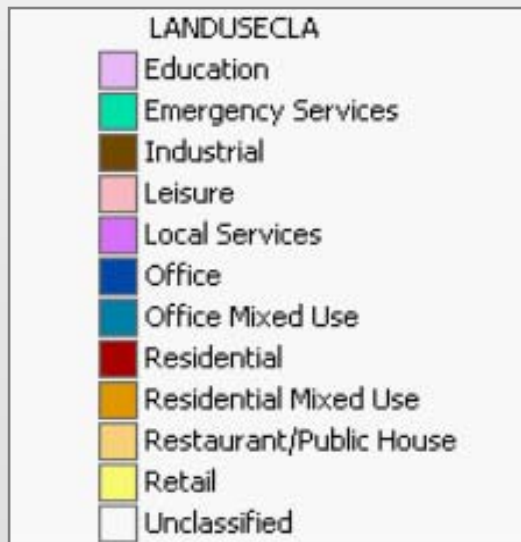 LANDUSECLA
Education
Emergency Services
Industrial
Leisure
Local Services
Office
Office Mixed Use
Residential
Residential Mixed Use
Restaurant/Public House
Retail
Unclassified